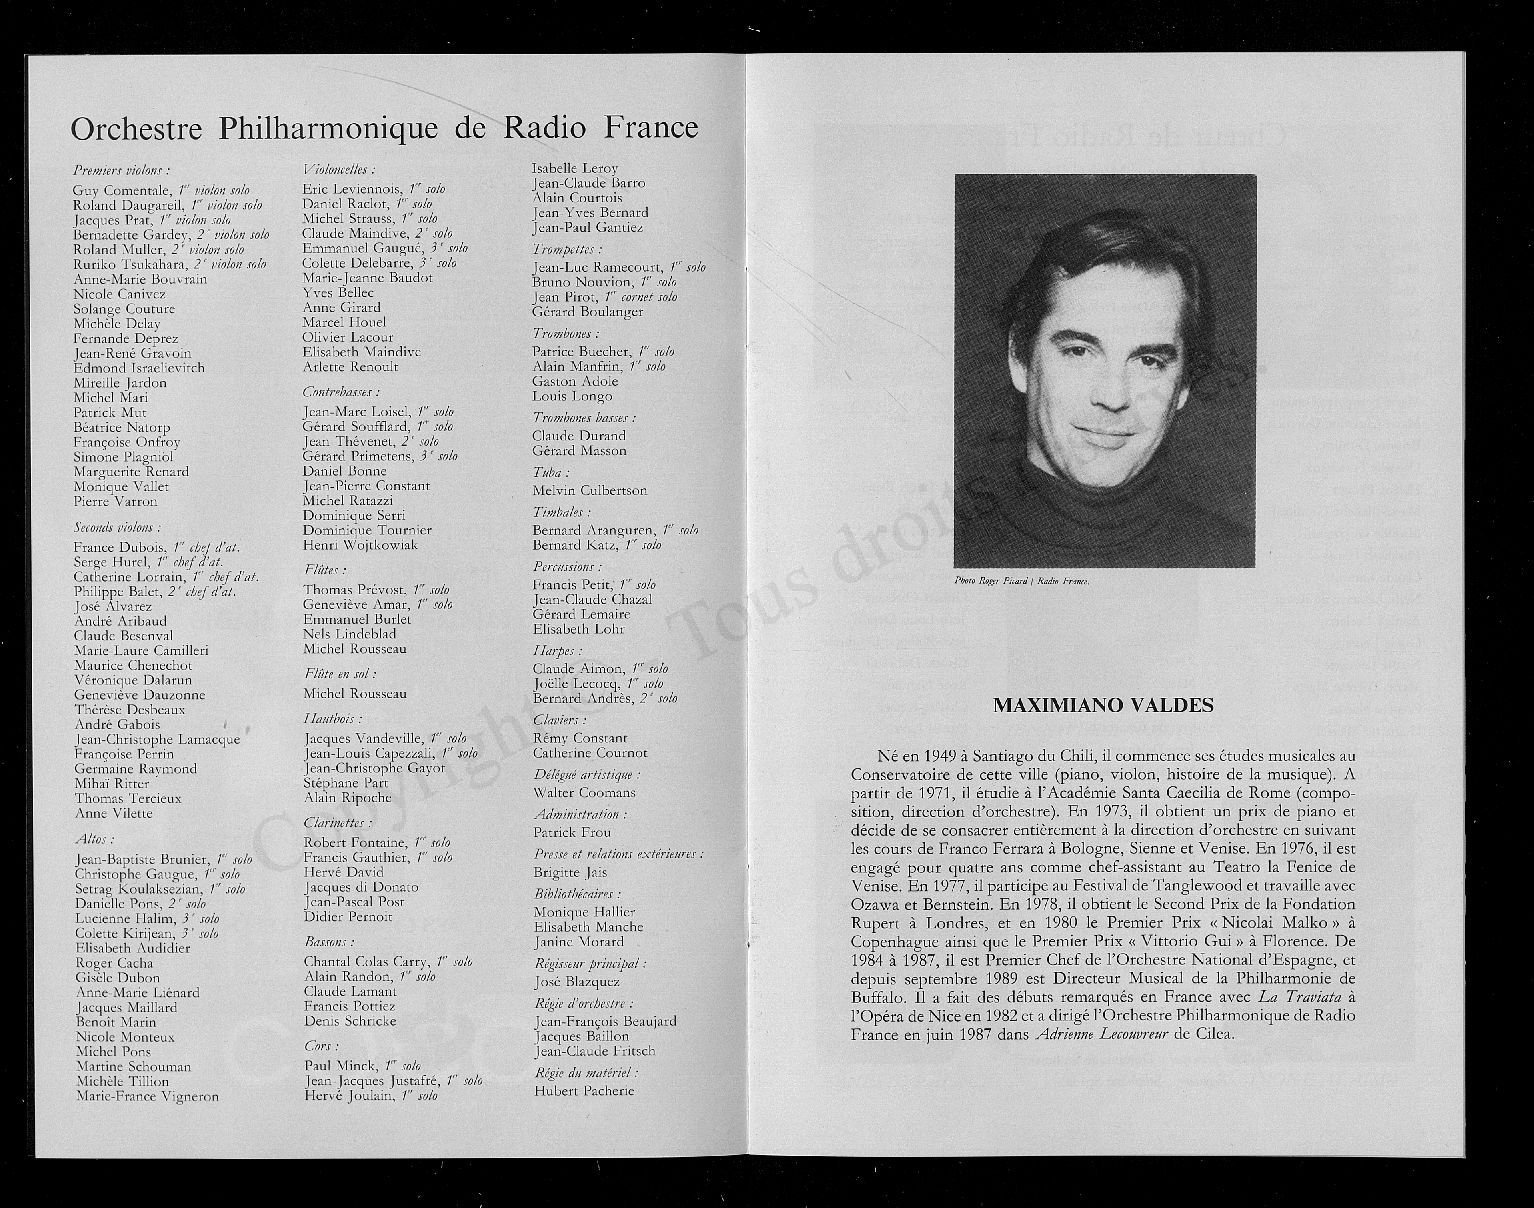 Orchestre Philharmonique de Radio France
Premiers violons :
Guy Comentale, 1er violon solo
Roland Daugareil, 1er violon solo
Jacques Prat, 1er violon solo
Bernadette Gardey, 2e violon solo
Roland Muller, 2e violon solo
Ruriko Tsukahara, 2e violon solo
Anne-Marie Bouvrain
Nicole Canivez
Solange Couture
Michèle Delay
Fernande Deprez
Jean-René Gravoin
Edmond Israelievitch
Mireille Jardon
Michel Mari
Patrick Mut
Béatrice Natorp
Françoise Onfroy
Simone Plagniol
Marguerite Renard
Monique Vallet
Pierre Varron
Seconds violons :
France Dubois, 1er chef d'at.
Serge Hurel, 1er chef d'at.
Catherine Lorrain, 1er chef d'at.
Philippe Balet, 2e chef d'at.
José Alvarez
André Aribaud
Claude Besenval
Marie-Laure Camilleri
Maurice Chenechot
Véronique Dalarun
Geneviève Dauzonne
Thérèse Desbeaux
André Gabois
Jean-Christophe Lamacque
Françoise Perrin
Germaine Raymond
Mihaï Ritter
Thomas Tercieux
Anne Vilette
Altos :
Jean-Baptiste Brunier, 1er solo
Christophe Gaugue, 1er solo
Setrag Koulaksezian, 1er solo
Danielle Pons, 2e solo
Lucienne Halim, 3e solo
Colette Kirijean, 3e solo
Elisabeth Audidier
Roger Cacha
Gisèle Dubon
Anne-Marie Liénard
Jacques Maillard
Benoît Marin
Nicole Monteux
Michel Pons
Martine Schouman
Michèle Tillion
Marie-France Vigneron
Violoncelles :
Eric Levionnois, 1er solo
Daniel Raclot, 1er solo
Michel Strauss, 1er solo
Claude Maindive, 2e solo
Emmanuel Gaugué, 3e solo
Colette Delebarre, 3e solo
Marie-Jeanne Baudot
Yves Bellec
Anne Girard
Marcel Houel
Olivier Lacour
Elisabeth Maindive
Arlette Renoult
Contrebasses :
Jean-Marc Loisel, 1er solo
Gérard Soufflard, 1er solo
Jean Thévenet, 2e solo
Gérard Primetens, 3e solo
Daniel Bonne
Jean-Pierre Constant
Michel Ratazzi
Dominique Serri
Dominique Tournier
Henri Wojtkowiak
Flûtes :
Thomas Prévost, 1er solo
Geneviève Amar, 1er solo
Emmanuel Burlet
Nels Lindeblad
Michel Rousseau
Flûte en sol :
Michel Rousseau
Hautbois :
Jacques Vandeville, 1er solo
Jean-Louis Capezzali, 1er solo
Jean-Christophe Gayot
Stéphane Part
Alain Ripoche
Clarinettes :
Robert Fontaine, 1er solo
Francis Gauthier, 1er solo
Hervé David
Jacques di Donato
Jean-Pascal Post
Didier Pernoit
Bassons :
Chantal Colas Carry, 1er solo
Alain Randon, 1er solo
Claude Lamant
Francis Pottiez
Denis Schricke
Cors :
Paul Minck, 1er solo
Jean-Jacques Justafré, 1er solo
Hervé Joulain, 1er solo
Isabelle Leroy
Jean-Claude Barro
Alain Courtois
Jean-Yves Bernard
Jean-Paul Gantiez
Trompettes :
Jean-Luc Ramecourt, 1er solo
Bruno Nouvion, 1er solo
Jean Pirot, 1er cornet solo
Gérard Boulanger
Trombones :
Patrice Buecher, 1er solo
Alain Manfrin, 1er solo
Gaston Adole
Louis Longo
Trombones basses :
Claude Durand
Gérard Masson
Tuba :
Melvin Culbertson
Timbales :
Bernard Aranguren, 1er solo
Bernard Katz, 1er solo
Percussions :
Francis Petit, 1er solo
Jean-Claude Chazal
Gérard Lemaire
Elisabeth Lohr
Harpes :
Claude Aimon, 1er solo
Joëlle Lecocq, 1er solo
Bernard Andrès, 2e solo
Claviers :
Rémy Constant
Catherine Cournot
Délégué artistique :
Walter Coomans
Administration :
Patrick Frou
Presse et relations extérieures :
Brigitte Jais
Bibliothécaires :
Monique Hallier
Elisabeth Manche
Janine Morard
Régisseur principal :
José Blazquez
Régie d'orchestre :
Jean-François Beaujard
Jacques Baillon
Jean-Claude Fritsch
Régie du matériel :
Hubert Pacherie
Copyright © Tous droits
Photo Roger Picard / Radio France.
MAXIMIANO VALDES
Né en 1949 à Santiago du Chili, il commence ses études musicales au
Conservatoire de cette ville (piano, violon, histoire de la musique). A
partir de 1971, il étudie à l'Académie Santa Caecilia de Rome (compo-
sition, direction d'orchestre). En 1973, il obtient un prix de piano et
décide de se consacrer entièrement à la direction d'orchestre en suivant
les cours de Franco Ferrara à Bologne, Sienne et Venise. En 1976, il est
engagé pour quatre ans comme chef-assistant au Teatro la Fenice de
Venise. En 1977, il participe au Festival de Tanglewood et travaille avec
Ozawa et Bernstein. En 1978, il obtient le Second Prix de la Fondation
Rupert à Londres, et en 1980 le Premier Prix « Nicolai Malko » à
Copenhague ainsi que le Premier Prix « Vittorio Gui » à Florence. De
1984 à 1987, il est Premier Chef de l'Orchestre National d'Espagne, et
depuis septembre 1989 est Directeur Musical de la Philharmonie de
Buffalo. Il a fait des débuts remarqués en France avec La Traviata à
l'Opéra de Nice en 1982 et a dirigé l'Orchestre Philharmonique de Radio
France en juin 1987 dans Adrienne Lecouvreur de Cilea.